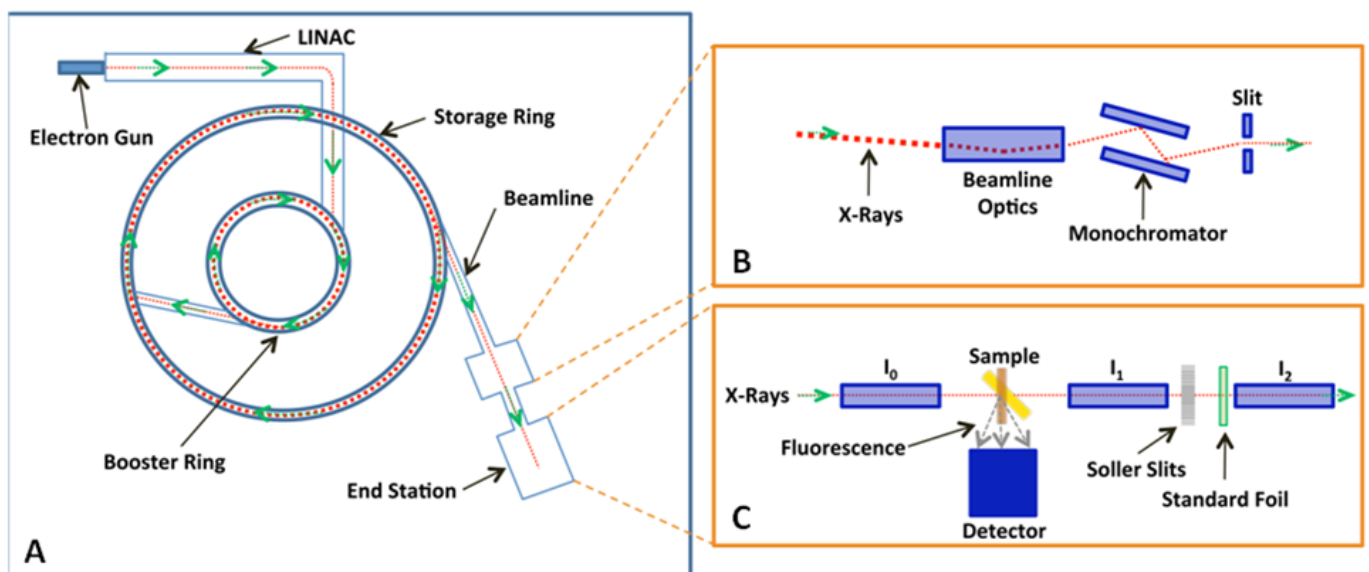 LINAC
Electron Gun
Storage Ring
Beamline
Booster Ring
End Station
A
Slit
X-Rays
Beamline
Optics
Monochromator
B
Sample
I₀
I₁
I₂
X-Rays
Fluorescence
Soller Slits
Standard Foil
Detector
C